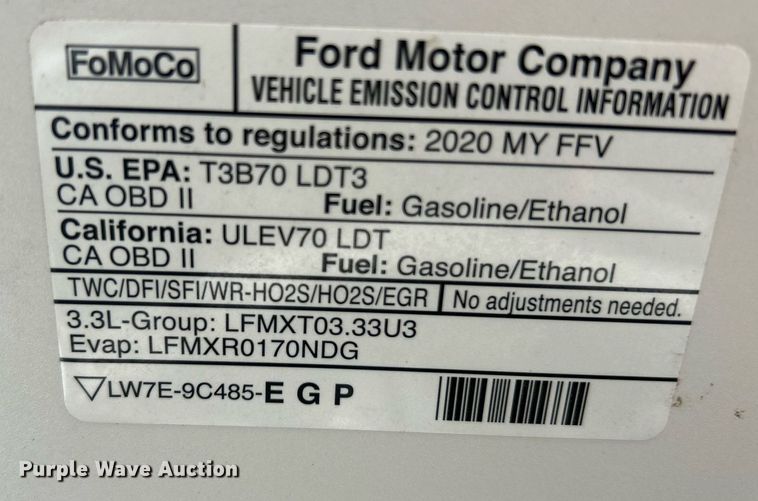 FoMoCo
Ford Motor Company
VEHICLE EMISSION CONTROL INFORMATION
Conforms to regulations: 2020 MY FFV
U.S. EPA: T3B70 LDT3
CA OBD II Fuel: Gasoline/Ethanol
California: ULEV70 LDT
CA OBD II Fuel: Gasoline/Ethanol
TWC/DFI/SFI/WR-HO2S/HO2S/EGR No adjustments needed.
3.3L-Group: LFMXT03.33U3
Evap: LFMXR0170NDG
▽LW7E-9C485-E G P
Purple Wave Auction